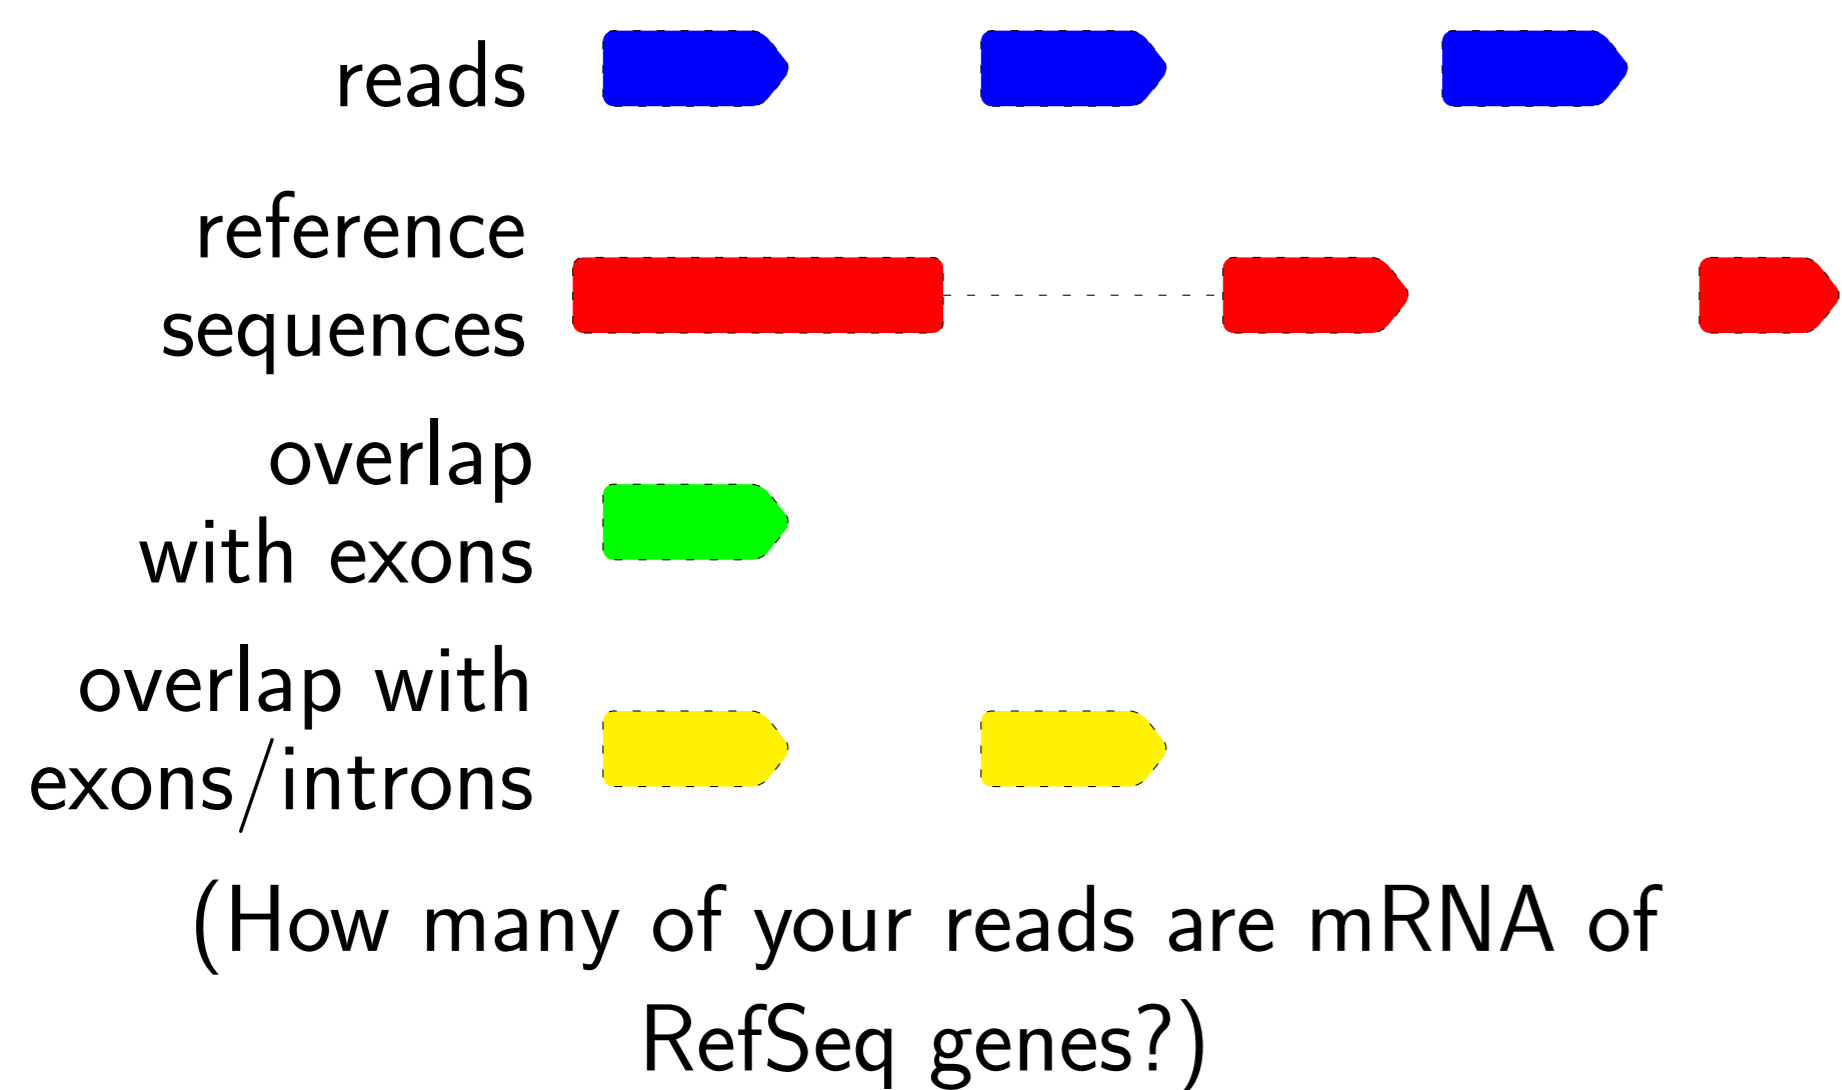 reads
reference
sequences
overlap
with exons
overlap with
exons/introns
(How many of your reads are mRNA of
RefSeq genes?)